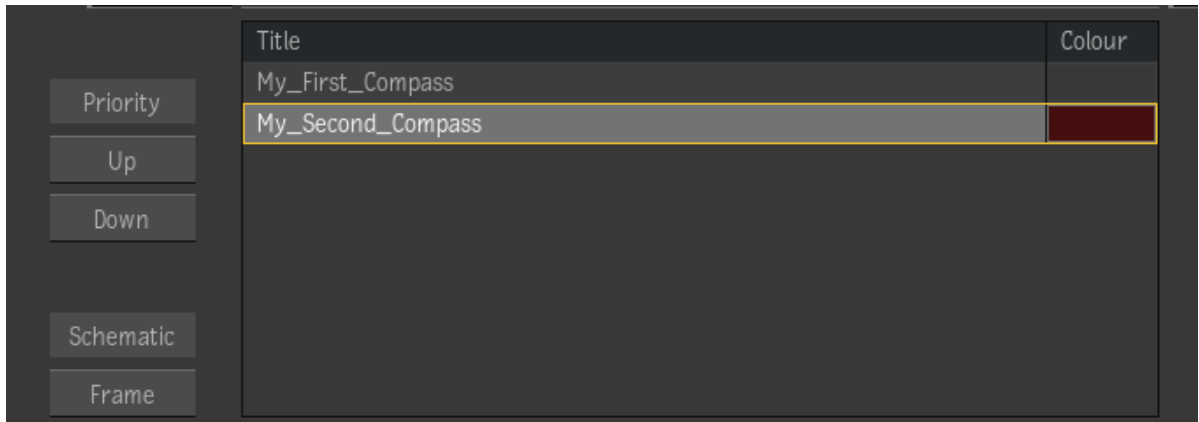 Title Colour
My_First_Compass
Priority
My_Second_Compass
Up
Down
Schematic
Frame